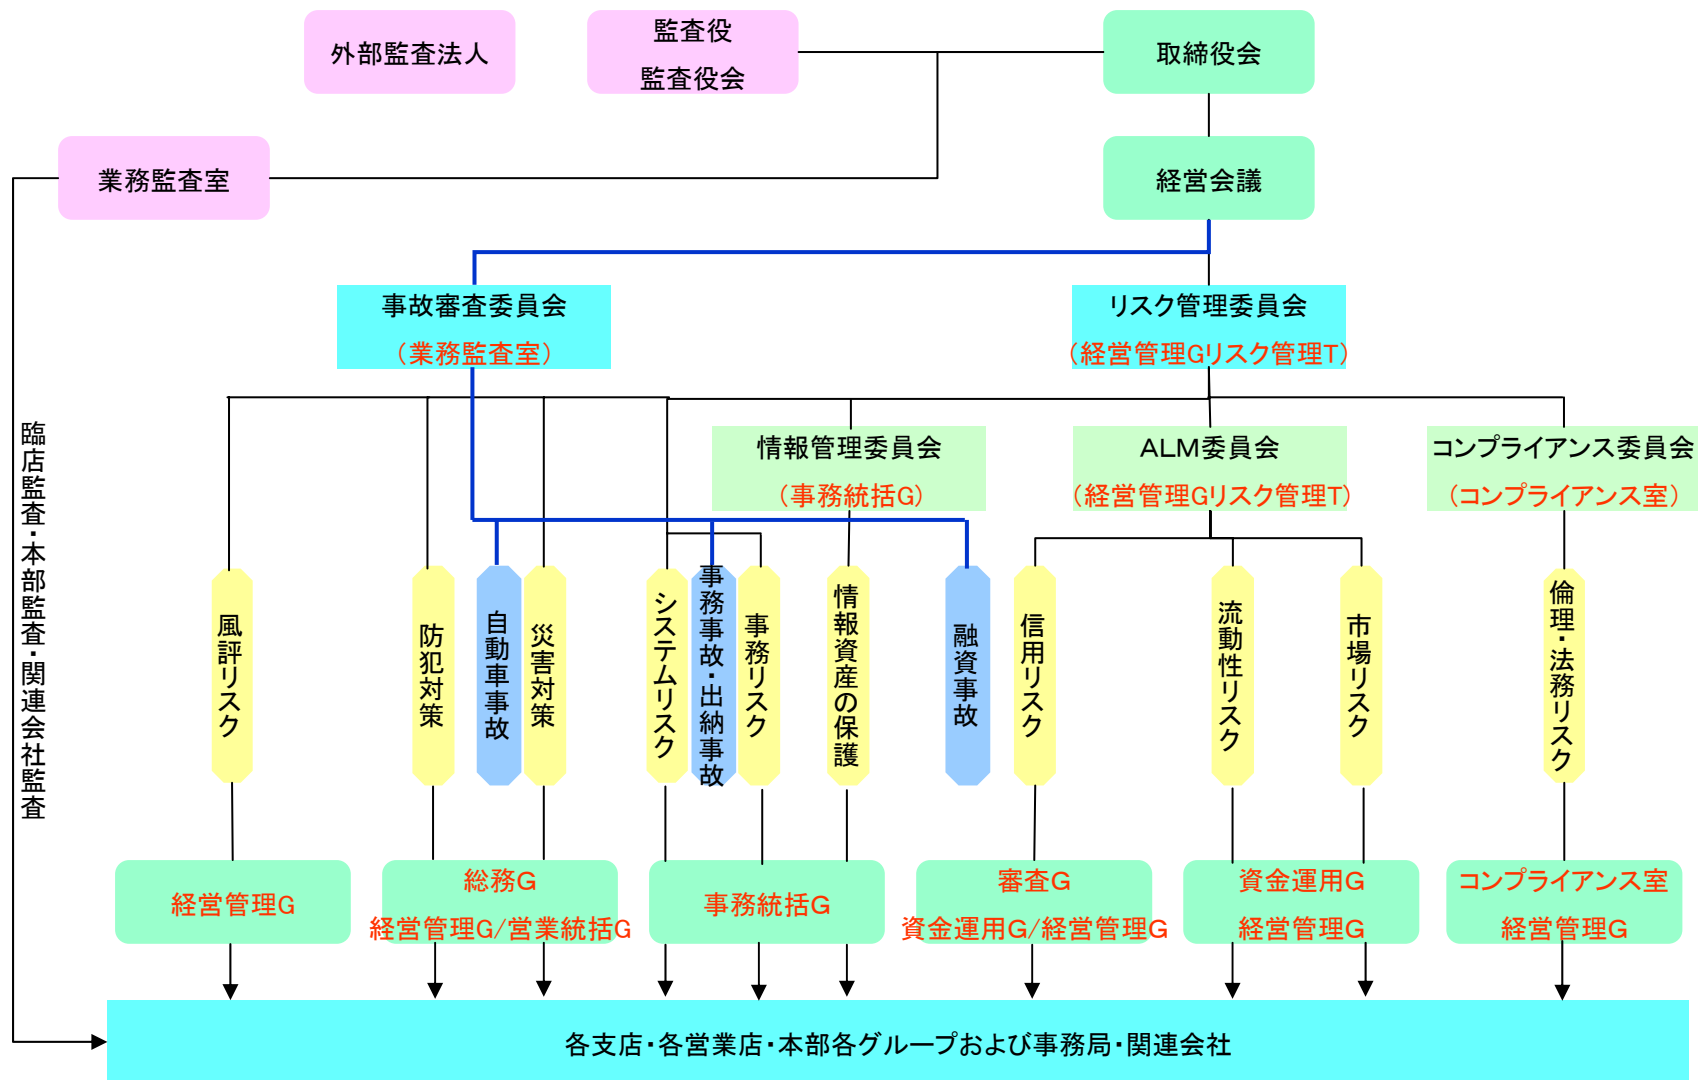 外部監査法人
監査役
監査役会
取締役会
業務監査室
経営会議
事故審査委員会
（業務監査室）
リスク管理委員会
（経営管理Gリスク管理T）
臨店監査・本部監査・関連会社監査
情報管理委員会
（事務統括G）
ALM委員会
（経営管理Gリスク管理T）
コンプライアンス委員会
（コンプライアンス室）
風評リスク
防犯対策
自動車事故
災害対策
システムリスク
事務事故・出納事故
事務リスク
情報資産の保護
融資事故
信用リスク
流動性リスク
市場リスク
倫理・法務リスク
経営管理G
総務G
経営管理G/営業統括G
事務統括G
審査G
資金運用G/経営管理G
資金運用G
経営管理G
コンプライアンス室
経営管理G
各支店・各営業店・本部各グループおよび事務局・関連会社